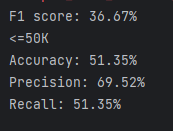 F1 score: 36.67%
<=50K
Accuracy: 51.35%
Precision: 69.52%
Recall: 51.35%